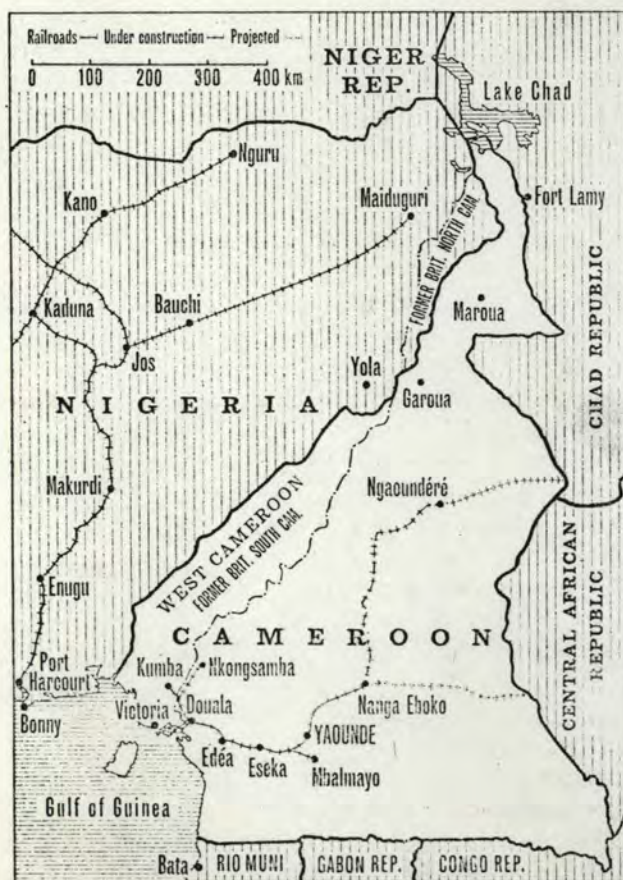 Railroads Under construction Projected
0 100 200 300 400 km
NIGER
REP.
Lake Chad
Nguru
Kano
Maiduguri
Fort Lamy
FORMER BRIT. NORTH CAM.
Kaduna
Bauchi
Maroua
Jos
CHAD REPUBLIC
Yola
Garoua
NIGERIA
Makurdi
Ngaoundéré
WEST CAMEROON
FORMER BRIT. SOUTH CAM.
Enugu
CENTRAL AFRICAN
REPUBLIC
CAMEROON
Port
Harcourt
Kumba
Nkongsamba
Bonny
Victoria
Douala
Nanga Eboko
Edéa
Eseka
YAOUNDE
Mbalmayo
Gulf of Guinea
Bata
RIO MUNI
GABON REP.
CONGO REP.